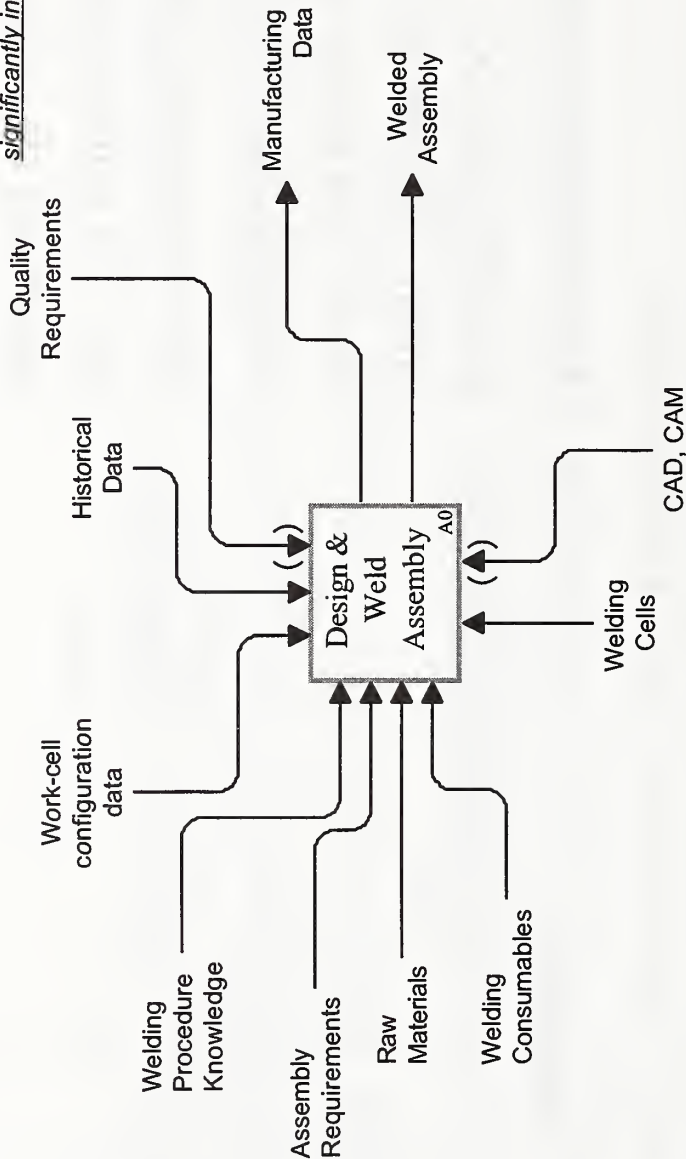 significantly in
Quality
Requirements
Historical
Data
Work-cell
configuration
data
Welding
Procedure
Knowledge
Assembly
Requirements
Raw
Materials
Welding
Consumables
Design &
Weld
Assembly
A0
Manufacturing
Data
Welded
Assembly
Welding
Cells
CAD, CAM